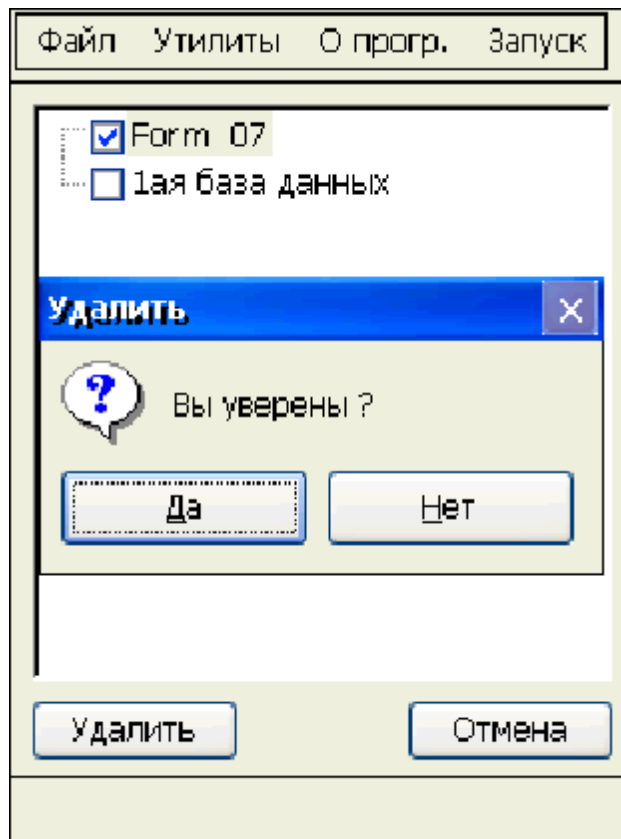 Файл Утилиты О прогр. Запуск
Form 07
1ая база данных
Удалить
Вы уверены ?
Да Нет
Удалить Отмена